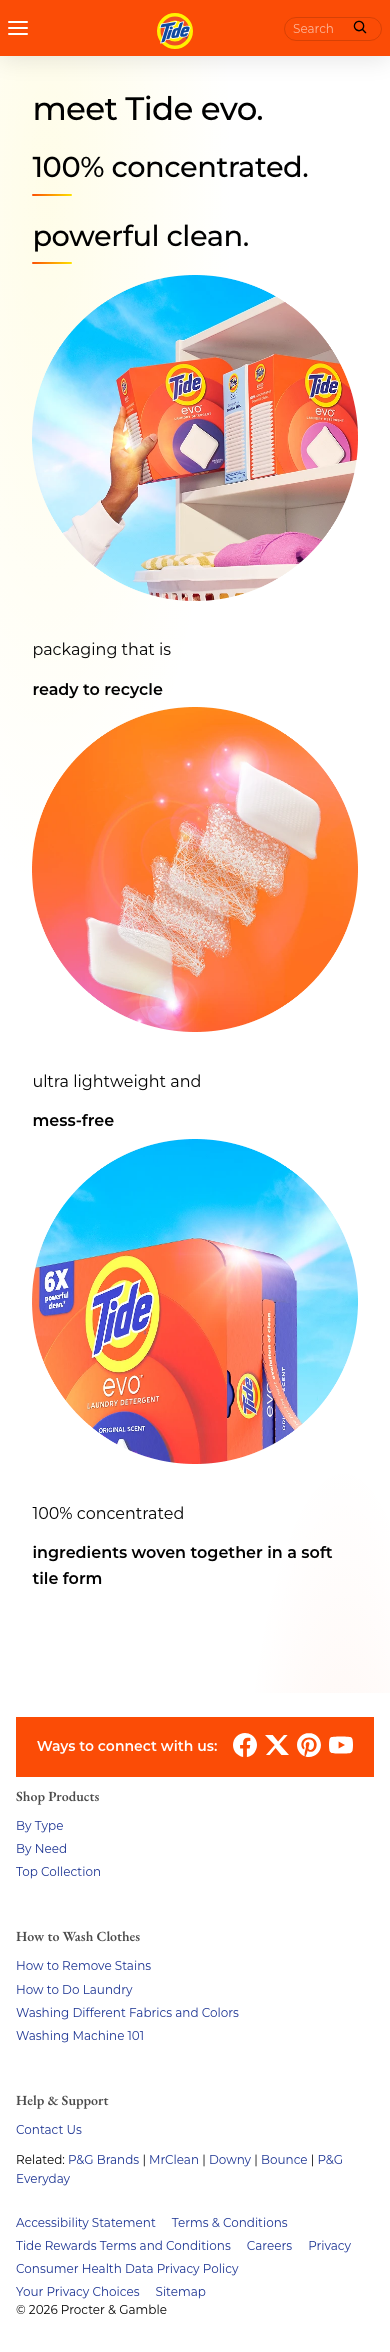 Tide
Search
meet Tide evo.
100% concentrated.
powerful clean.
Tide
evo
Tide
evo
packaging that is
ready to recycle
ultra lightweight and
mess-free
6X
powerful
clean.
Tide
evo
LAUNDRY DETERGENT
ORIGINAL SCENT
Tide
evo
100% concentrated
ingredients woven together in a soft
tile form
Ways to connect with us:
Shop Products
By Type
By Need
Top Collection
How to Wash Clothes
How to Remove Stains
How to Do Laundry
Washing Different Fabrics and Colors
Washing Machine 101
Help & Support
Contact Us
Related: P&G Brands | MrClean | Downy | Bounce | P&G
Everyday
Accessibility Statement Terms & Conditions
Tide Rewards Terms and Conditions Careers Privacy
Consumer Health Data Privacy Policy
Your Privacy Choices Sitemap
© 2026 Procter & Gamble